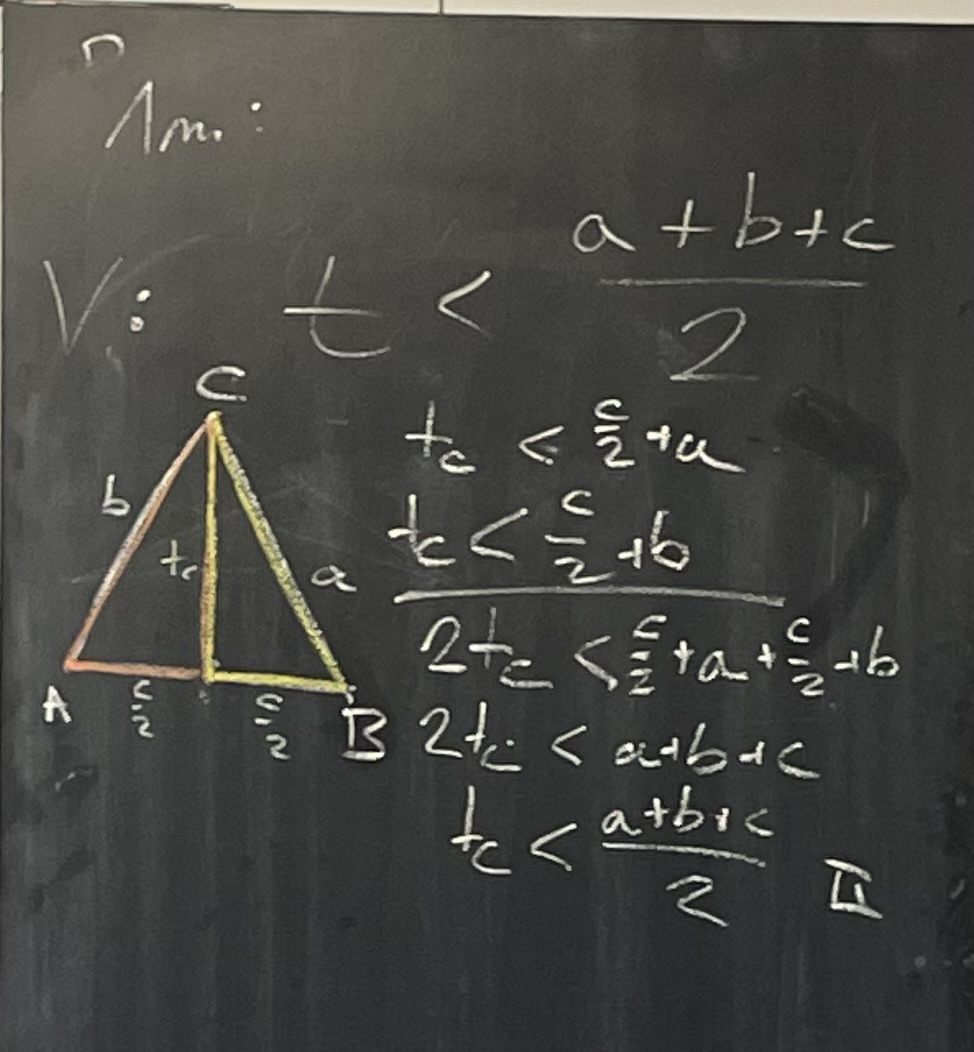 V: t < \frac{a+b+c}{2}
C
t_c < \frac{c}{2}+a
b
t_c < \frac{c}{2}+b
t_c
a
2t_c < \frac{c}{2}+a+\frac{c}{2}+b
A
\frac{c}{2}
\frac{c}{2}
B
2t_c < a+b+c
t_c < \frac{a+b+c}{2}